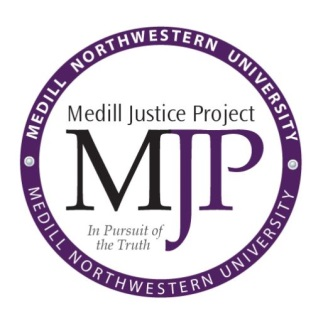 MEDILL NORTHWESTERN UNIVERSITY
Medill Justice Project
MJP
In Pursuit of
the Truth
MEDILL NORTHWESTERN UNIVERSITY